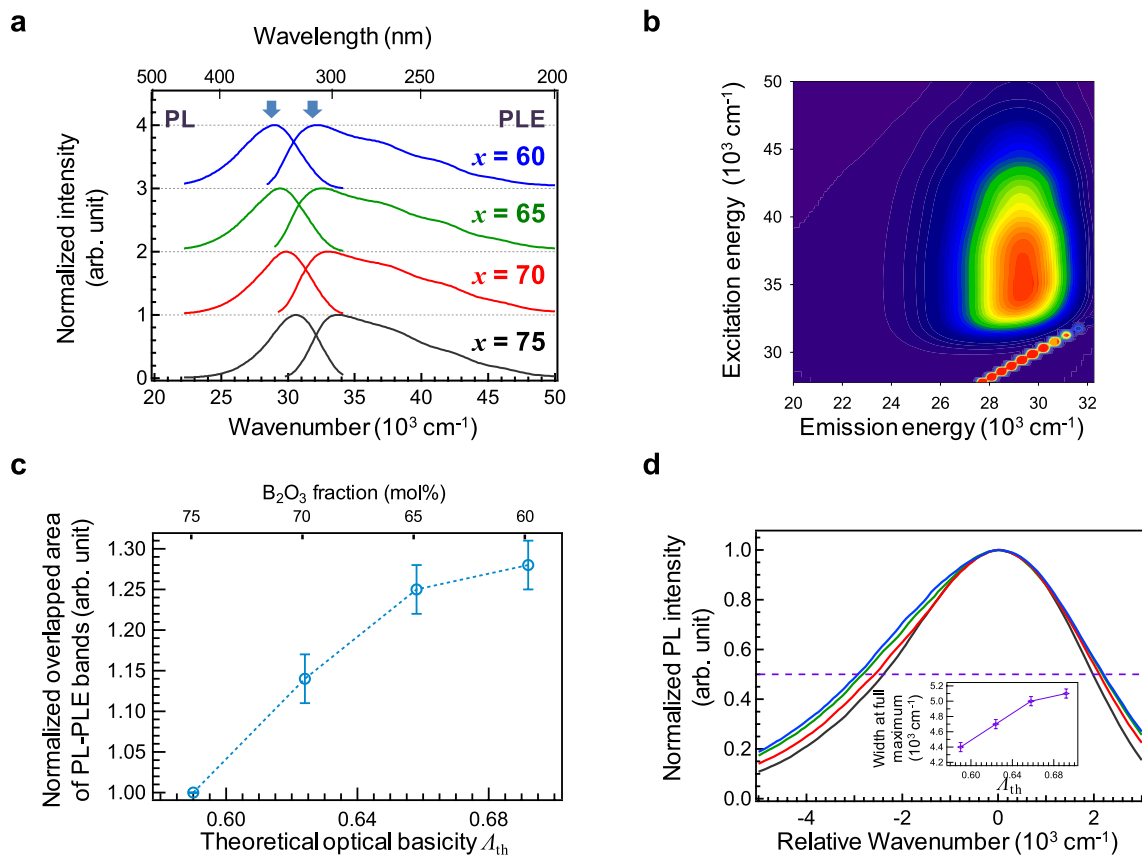 a
Wavelength (nm)
500 400 300 250 200
PL PLE
Normalized intensity
(arb. unit)
4
3
2
1
0
x = 60
x = 65
x = 70
x = 75
20 25 30 35 40 45 50
Wavenumber (10³ cm⁻¹)
b
Excitation energy (10³ cm⁻¹)
50
45
40
35
30
20 22 24 26 28 30 32
Emission energy (10³ cm⁻¹)
c
B₂O₃ fraction (mol%)
75 70 65 60
Normalized overlapped area
of PL-PLE bands (arb. unit)
1.30
1.25
1.20
1.15
1.10
1.05
1.00
0.60 0.64 0.68
Theoretical optical basicity Λth
d
Normalized PL intensity
(arb. unit)
1.0
0.8
0.6
0.4
0.2
0.0
Width at full
maximum
(10³ cm⁻¹)
5.2
5.0
4.8
4.6
4.4
4.2
0.60 0.64 0.68
Λth
-4 -2 0 2
Relative Wavenumber (10³ cm⁻¹)